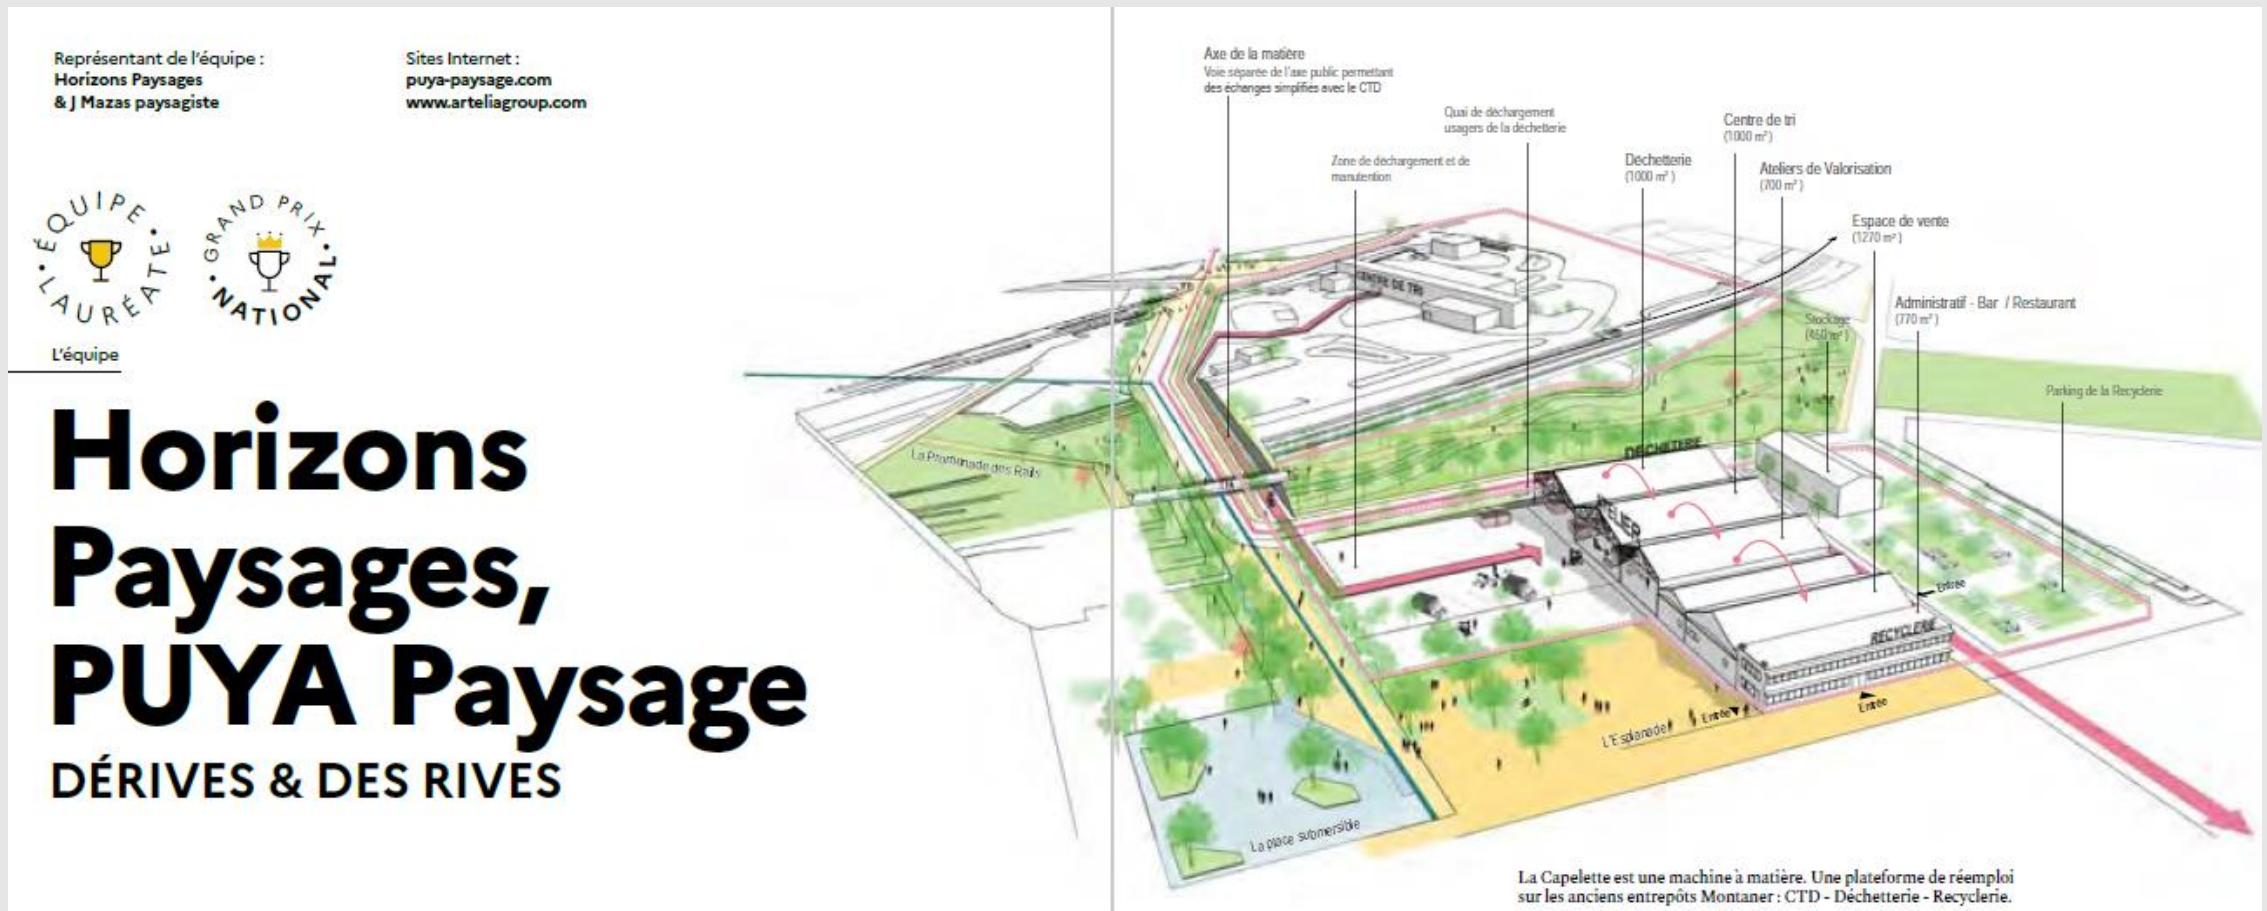 Représentant de l'équipe :
Horizons Paysages
& J Mazas paysagiste
Sites Internet :
puya-paysage.com
www.arteliagroup.com
• ÉQUIPE •
LAURÉATE
• GRAND PRIX •
NATIONAL
L'équipe
Horizons
Paysages,
PUYA Paysage
DÉRIVES & DES RIVES
Axe de la matière
Voie séparée de l'axe public permettant
des échanges simplifiés avec le CTD
Quai de déchargement
usagers de la déchetterie
Zone de déchargement et de
manutention
Déchetterie
(1000 m²)
Centre de tri
(1000 m²)
Ateliers de Valorisation
(700 m²)
Espace de vente
(1270 m²)
Administratif - Bar / Restaurant
(770 m²)
Stockage
(450 m²)
Parking de la Recyclerie
CENTRE DE TRI
La Promenade des Rails
DÉCHETERIE
ELIER
Entrée
RECYCLERIE
Entrée
Entrée
L'Esplanade
La place submersible
La Capelette est une machine à matière. Une plateforme de réemploi
sur les anciens entrepôts Montaner : CTD - Déchetterie - Recyclerie.